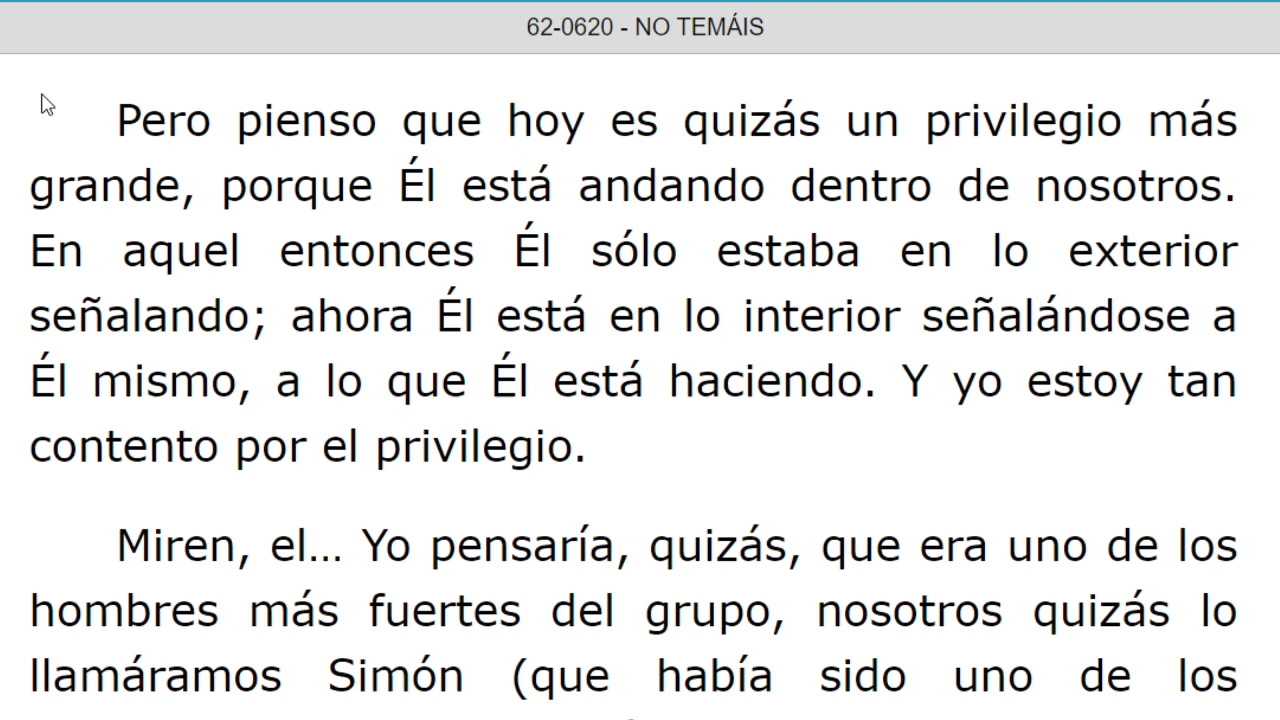 62-0620 - NO TEMÁIS
Pero pienso que hoy es quizás un privilegio más
grande, porque Él está andando dentro de nosotros.
En aquel entonces Él sólo estaba en lo exterior
señalando; ahora Él está en lo interior señalándose a
Él mismo, a lo que Él está haciendo. Y yo estoy tan
contento por el privilegio.
Miren, el… Yo pensaría, quizás, que era uno de los
hombres más fuertes del grupo, nosotros quizás lo
llamáramos Simón (que había sido uno de los